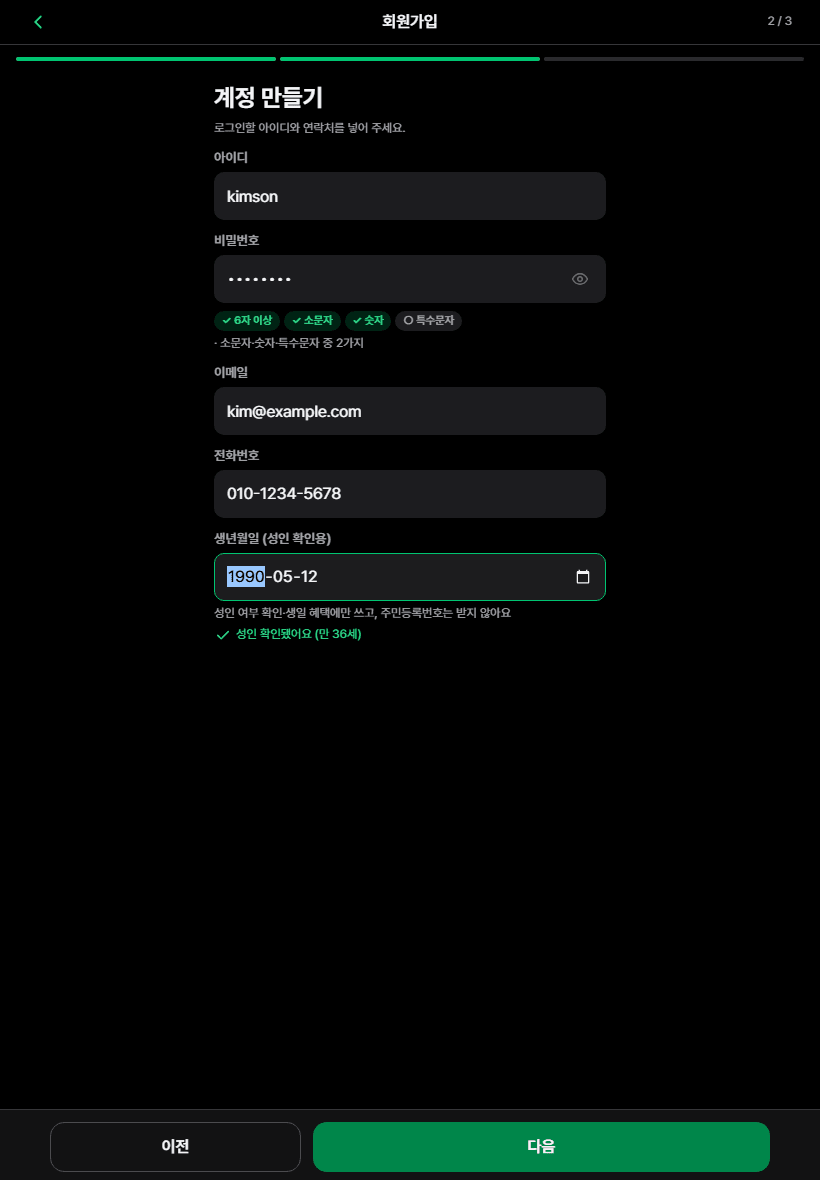 회원가입
2 / 3
계정 만들기
로그인할 아이디와 연락처를 넣어 주세요.
아이디
kimson
비밀번호
••••••••
6자 이상 소문자 숫자 특수문자
· 소문자·숫자·특수문자 중 2가지
이메일
kim@example.com
전화번호
010-1234-5678
생년월일 (성인 확인용)
1990-05-12
성인 여부 확인·생일 혜택에만 쓰고, 주민등록번호는 받지 않아요
성인 확인됐어요 (만 36세)
이전
다음